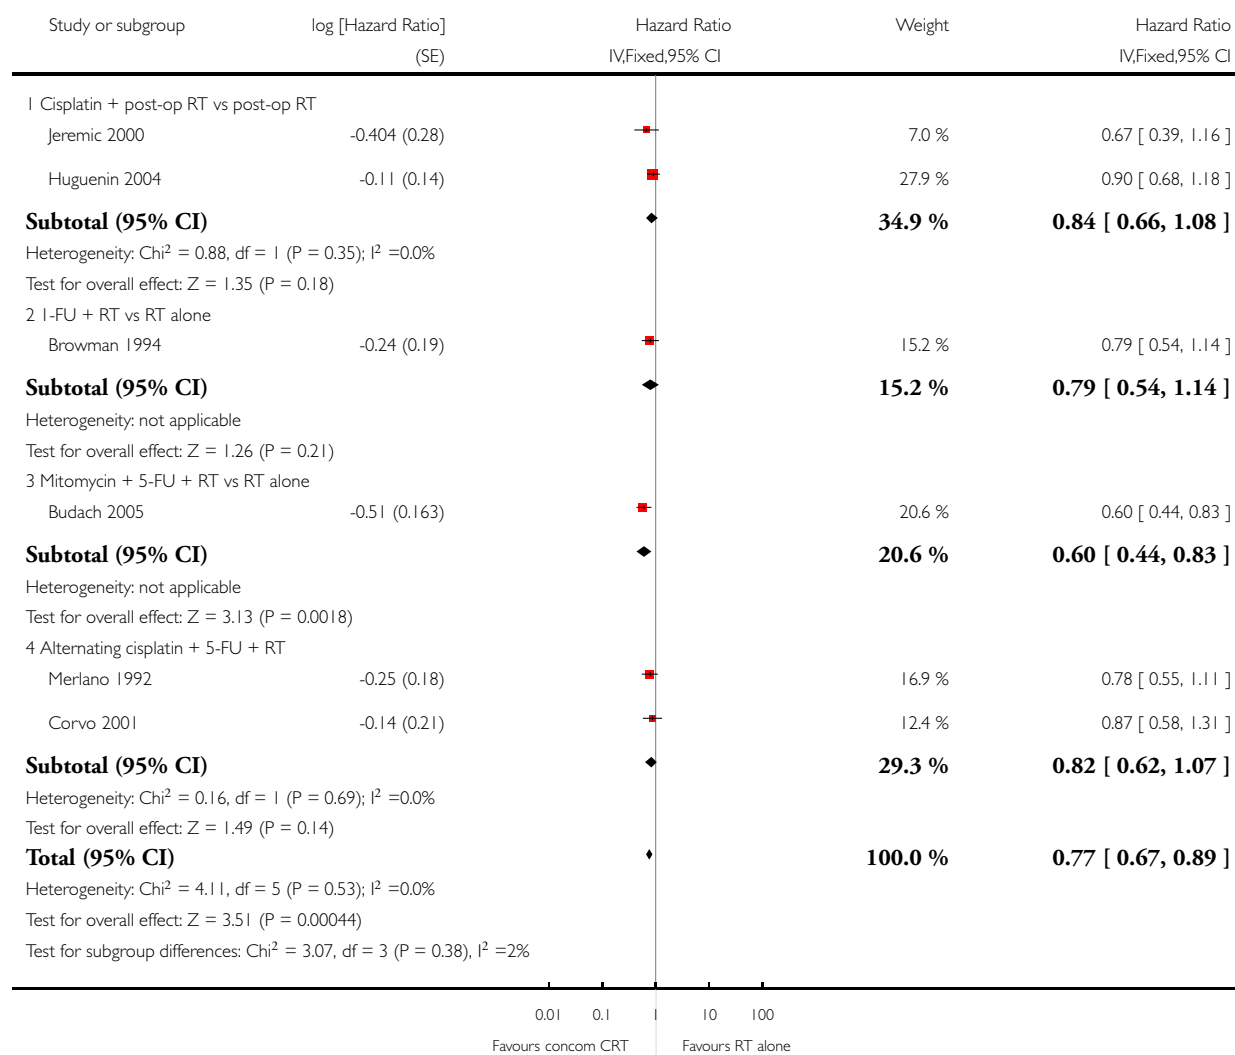 Study or subgroup log [Hazard Ratio] Hazard Ratio Weight Hazard Ratio
(SE) IV,Fixed,95% CI IV,Fixed,95% CI
1 Cisplatin + post-op RT vs post-op RT
Jeremic 2000 -0.404 (0.28) 7.0 % 0.67 [ 0.39, 1.16 ]
Huguenin 2004 -0.11 (0.14) 27.9 % 0.90 [ 0.68, 1.18 ]
Subtotal (95% CI) 34.9 % 0.84 [ 0.66, 1.08 ]
Heterogeneity: Chi² = 0.88, df = 1 (P = 0.35); I² =0.0%
Test for overall effect: Z = 1.35 (P = 0.18)
2 1-FU + RT vs RT alone
Browman 1994 -0.24 (0.19) 15.2 % 0.79 [ 0.54, 1.14 ]
Subtotal (95% CI) 15.2 % 0.79 [ 0.54, 1.14 ]
Heterogeneity: not applicable
Test for overall effect: Z = 1.26 (P = 0.21)
3 Mitomycin + 5-FU + RT vs RT alone
Budach 2005 -0.51 (0.163) 20.6 % 0.60 [ 0.44, 0.83 ]
Subtotal (95% CI) 20.6 % 0.60 [ 0.44, 0.83 ]
Heterogeneity: not applicable
Test for overall effect: Z = 3.13 (P = 0.0018)
4 Alternating cisplatin + 5-FU + RT
Merlano 1992 -0.25 (0.18) 16.9 % 0.78 [ 0.55, 1.11 ]
Corvo 2001 -0.14 (0.21) 12.4 % 0.87 [ 0.58, 1.31 ]
Subtotal (95% CI) 29.3 % 0.82 [ 0.62, 1.07 ]
Heterogeneity: Chi² = 0.16, df = 1 (P = 0.69); I² =0.0%
Test for overall effect: Z = 1.49 (P = 0.14)
Total (95% CI) 100.0 % 0.77 [ 0.67, 0.89 ]
Heterogeneity: Chi² = 4.11, df = 5 (P = 0.53); I² =0.0%
Test for overall effect: Z = 3.51 (P = 0.00044)
Test for subgroup differences: Chi² = 3.07, df = 3 (P = 0.38), I² =2%
0.01 0.1 1 10 100
Favours concom CRT Favours RT alone